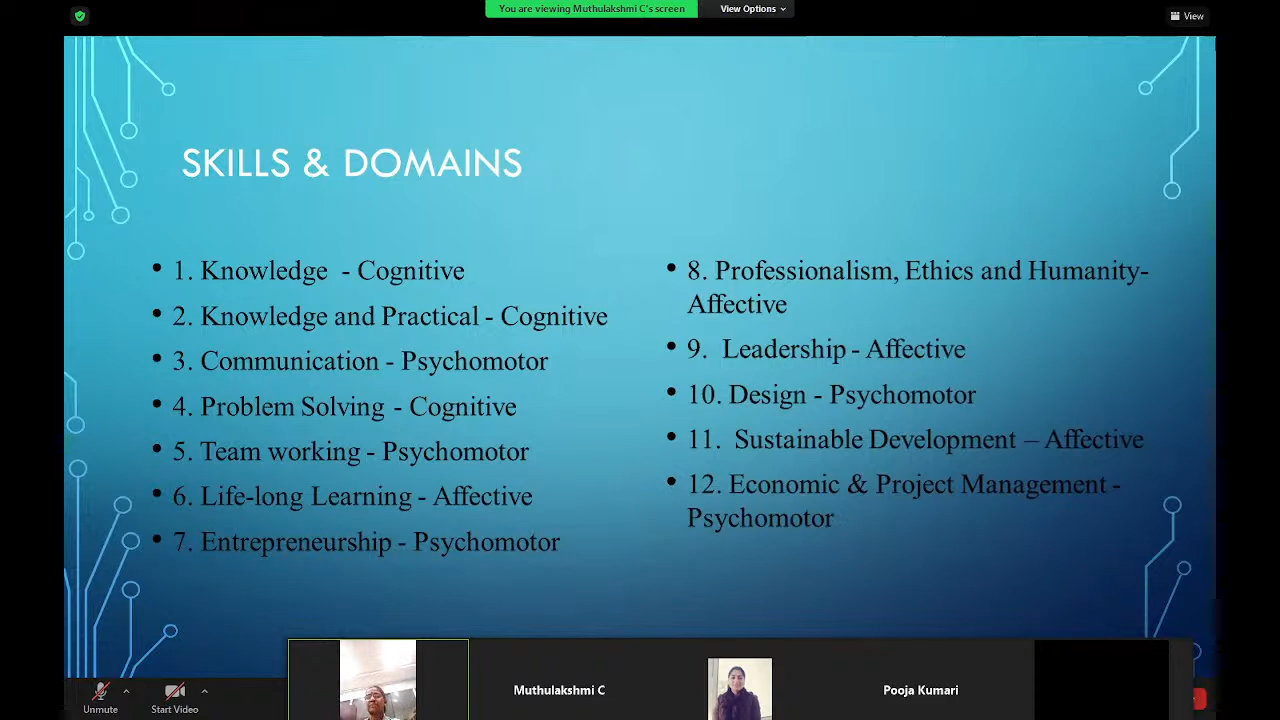 You are viewing Muthulakshmi C's screen
View Options
View
SKILLS & DOMAINS
• 1. Knowledge - Cognitive
• 2. Knowledge and Practical - Cognitive
• 3. Communication - Psychomotor
• 4. Problem Solving - Cognitive
• 5. Team working - Psychomotor
• 6. Life-long Learning - Affective
• 7. Entrepreneurship - Psychomotor
• 8. Professionalism, Ethics and Humanity-
Affective
• 9. Leadership - Affective
• 10. Design - Psychomotor
• 11. Sustainable Development – Affective
• 12. Economic & Project Management -
Psychomotor
Unmute
Start Video
Muthulakshmi C
Pooja Kumari